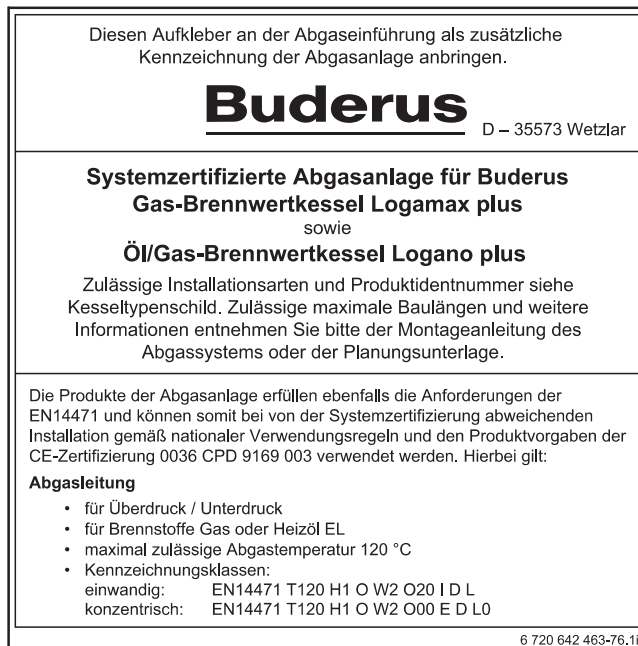 Diesen Aufkleber an der Abgaseinführung als zusätzliche
Kennzeichnung der Abgasanlage anbringen.
Buderus
D – 35573 Wetzlar
Systemzertifizierte Abgasanlage für Buderus
Gas-Brennwertkessel Logamax plus
sowie
Öl/Gas-Brennwertkessel Logano plus
Zulässige Installationsarten und Produktidentnummer siehe
Kesseltypenschild. Zulässige maximale Baulängen und weitere
Informationen entnehmen Sie bitte der Montageanleitung des
Abgassystems oder der Planungsunterlage.
Die Produkte der Abgasanlage erfüllen ebenfalls die Anforderungen der
EN14471 und können somit bei von der Systemzertifizierung abweichenden
Installation gemäß nationaler Verwendungsregeln und den Produktvorgaben der
CE-Zertifizierung 0036 CPD 9169 003 verwendet werden. Hierbei gilt:
Abgasleitung
• für Überdruck / Unterdruck
• für Brennstoffe Gas oder Heizöl EL
• maximal zulässige Abgastemperatur 120 °C
• Kennzeichnungsklassen:
einwandig: EN14471 T120 H1 O W2 O20 I D L
konzentrisch: EN14471 T120 H1 O W2 O00 E D L0
6 720 642 463-76.1i